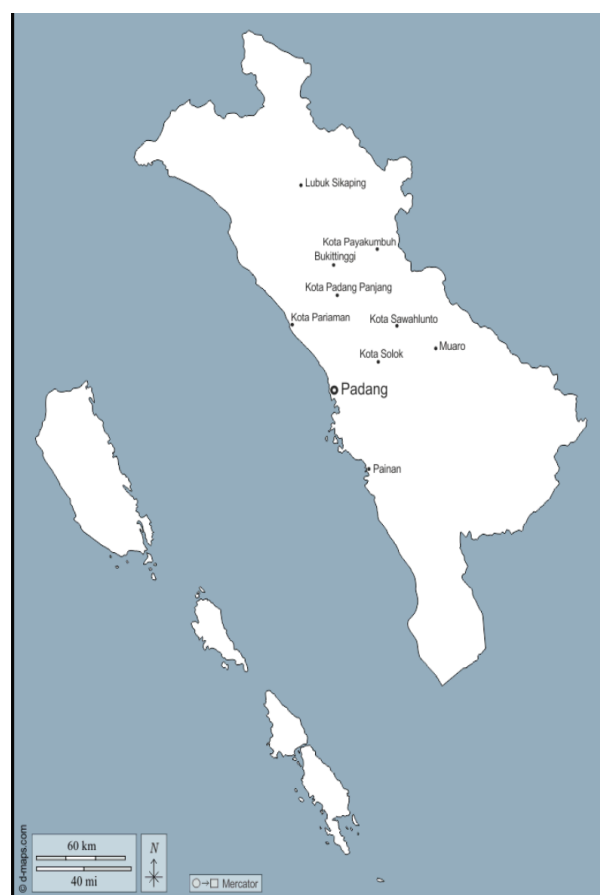 Lubuk Sikaping
Kota Payakumbuh
Bukittinggi
Kota Padang Panjang
Kota Pariaman
Kota Sawahlunto
Muaro
Kota Solok
Padang
Painan
© d-maps.com
60 km
40 mi
N
Mercator